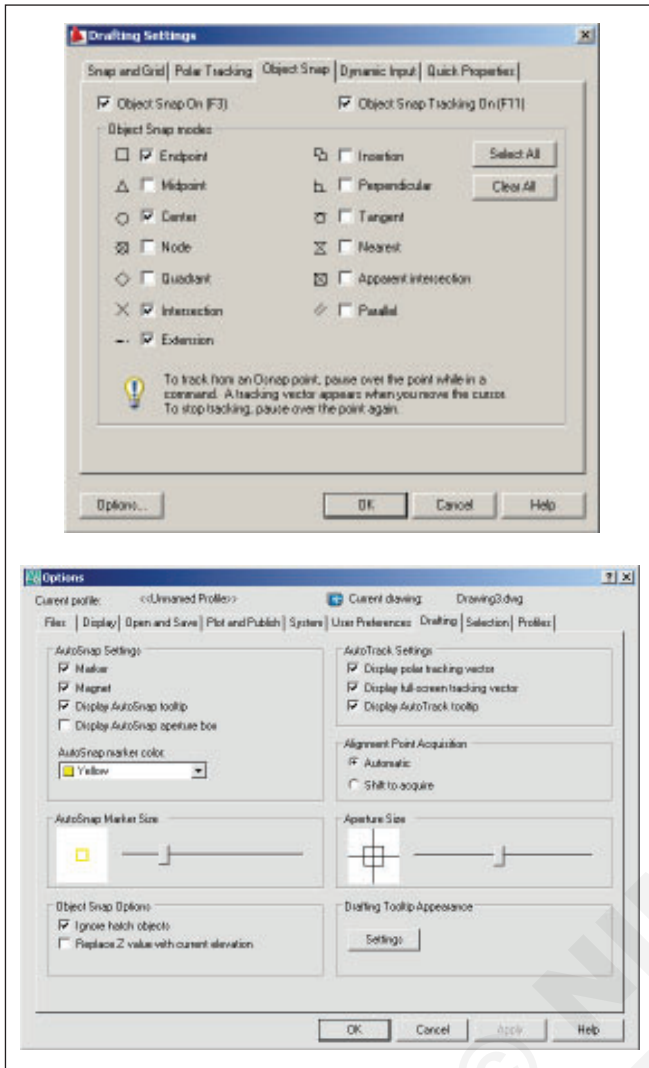 Drafting Settings
Snap and Grid Polar Tracking Object Snap Dynamic Input Quick Properties
Object Snap On (F3) Object Snap Tracking On (F11)
Object Snap modes
Endpoint Insertion Select All
Midpoint Perpendicular Clear All
Center Tangent
Node Nearest
Quadrant Apparent intersection
Intersection Parallel
Extension
To track from an Osnap point, pause over the point while in a
command. A tracking vector appears when you move the cursor.
To stop tracking, pause over the point again.
Options... OK Cancel Help
Options
Current profile: <<Unnamed Profile>> Current drawing: Drawing3.dwg
Files Display Open and Save Plot and Publish System User Preferences Drafting Selection Profiles
AutoSnap Settings
Marker
Magnet
Display AutoSnap tooltip
Display AutoSnap aperture box
AutoSnap marker color:
Yellow
AutoTrack Settings
Display polar tracking vector
Display full-screen tracking vector
Display AutoTrack tooltip
Alignment Point Acquisition
Automatic
Shift to acquire
AutoSnap Marker Size
Aperture Size
Object Snap Options
Ignore hatch objects
Replace Z value with current elevation
Drafting Tooltip Appearance
Settings
OK Cancel Apply Help